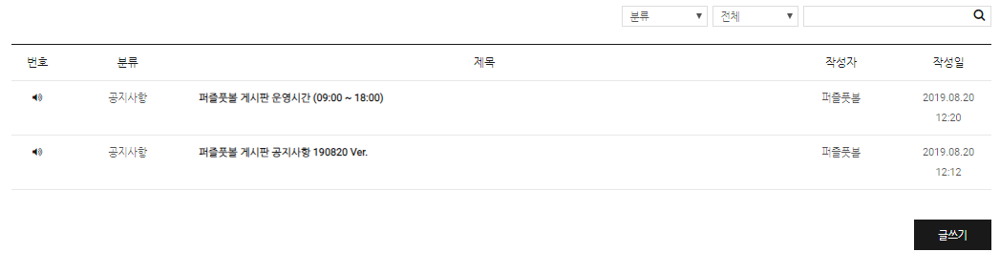 분류 전체
번호 분류 제목 작성자 작성일
공지사항 퍼즐풋볼 게시판 운영시간 (09:00 ~ 18:00) 퍼즐풋볼 2019.08.20
12:20
공지사항 퍼즐풋볼 게시판 공지사항 190820 Ver. 퍼즐풋볼 2019.08.20
12:12
글쓰기